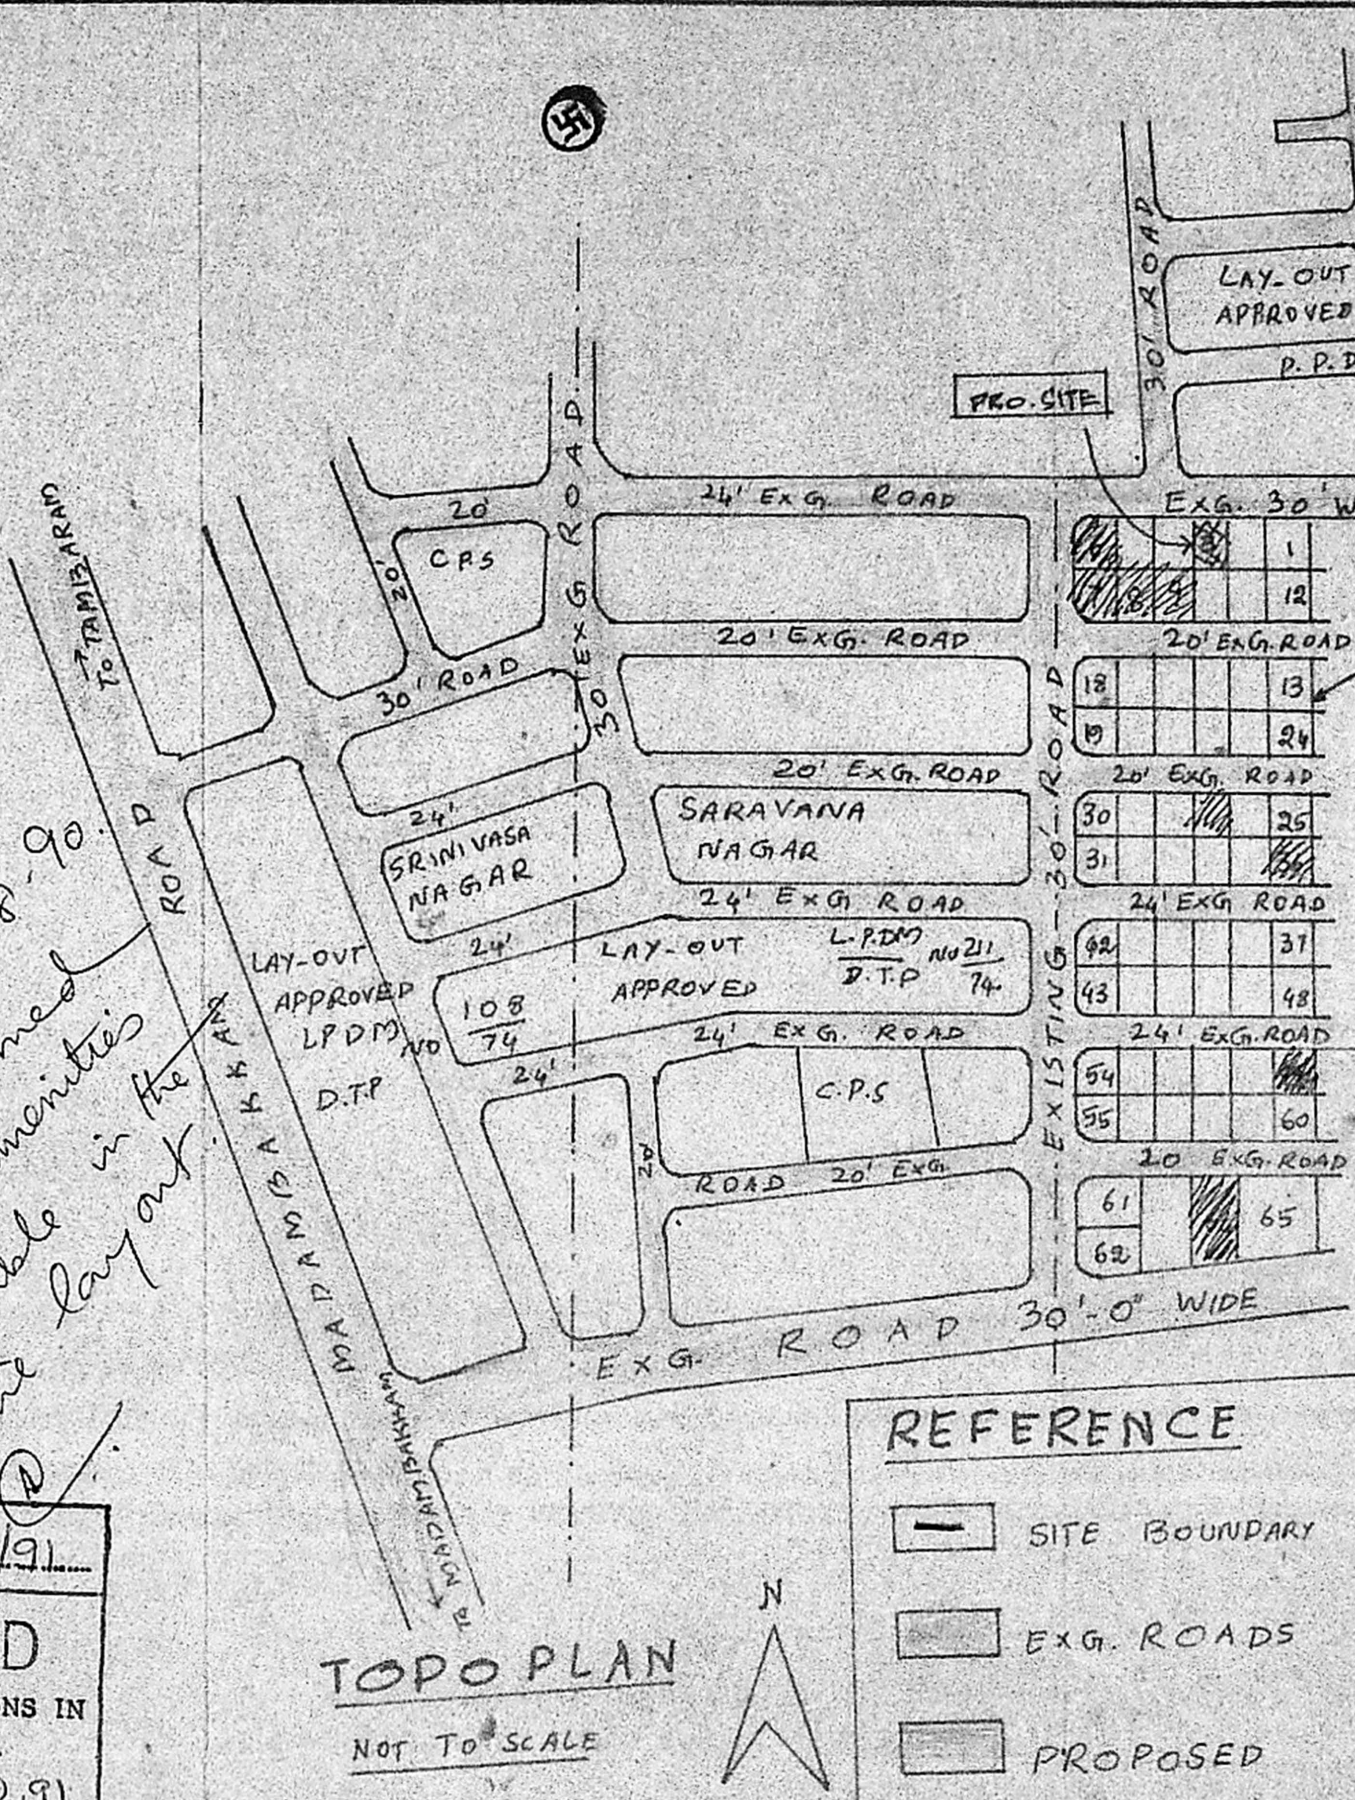 30' ROAD
LAY-OUT
APPROVED
P.P.D
PRO.SITE
EXG. 30' W
24' EXG. ROAD
20'
30' EXG ROAD
C.P.S
20'
30' ROAD
TO TAMBARAM
1
12
20' EXG. ROAD
20' EXG. ROAD
18
13
19
24
20' EXG. ROAD
20' EXG. ROAD
24'
SRINIVASA
NAGAR
SARAVANA
NAGAR
30
25
31
24' EXG ROAD
24' EXG ROAD
24'
LAY-OUT
APPROVED
L.P.DM
D.T.P
No 211
74
42
37
43
48
LAY-OUT
APPROVED
LPDM NO
D.T.P
108
74
24' EXG. ROAD
24' EXG. ROAD
24'
C.P.S
54
55
60
20'
ROAD 20' EXG
20 EXG. ROAD
61
62
65
EXISTING 30' ROAD
MADAMBAKKAM ROAD
EXG. ROAD 30'-0" WIDE
TO MADAMBAKKAM
90.
in the
layout.
91
D
NS IN
91
N
TOPO PLAN
NOT TO SCALE
REFERENCE
SITE BOUNDARY
EXG. ROADS
PROPOSED